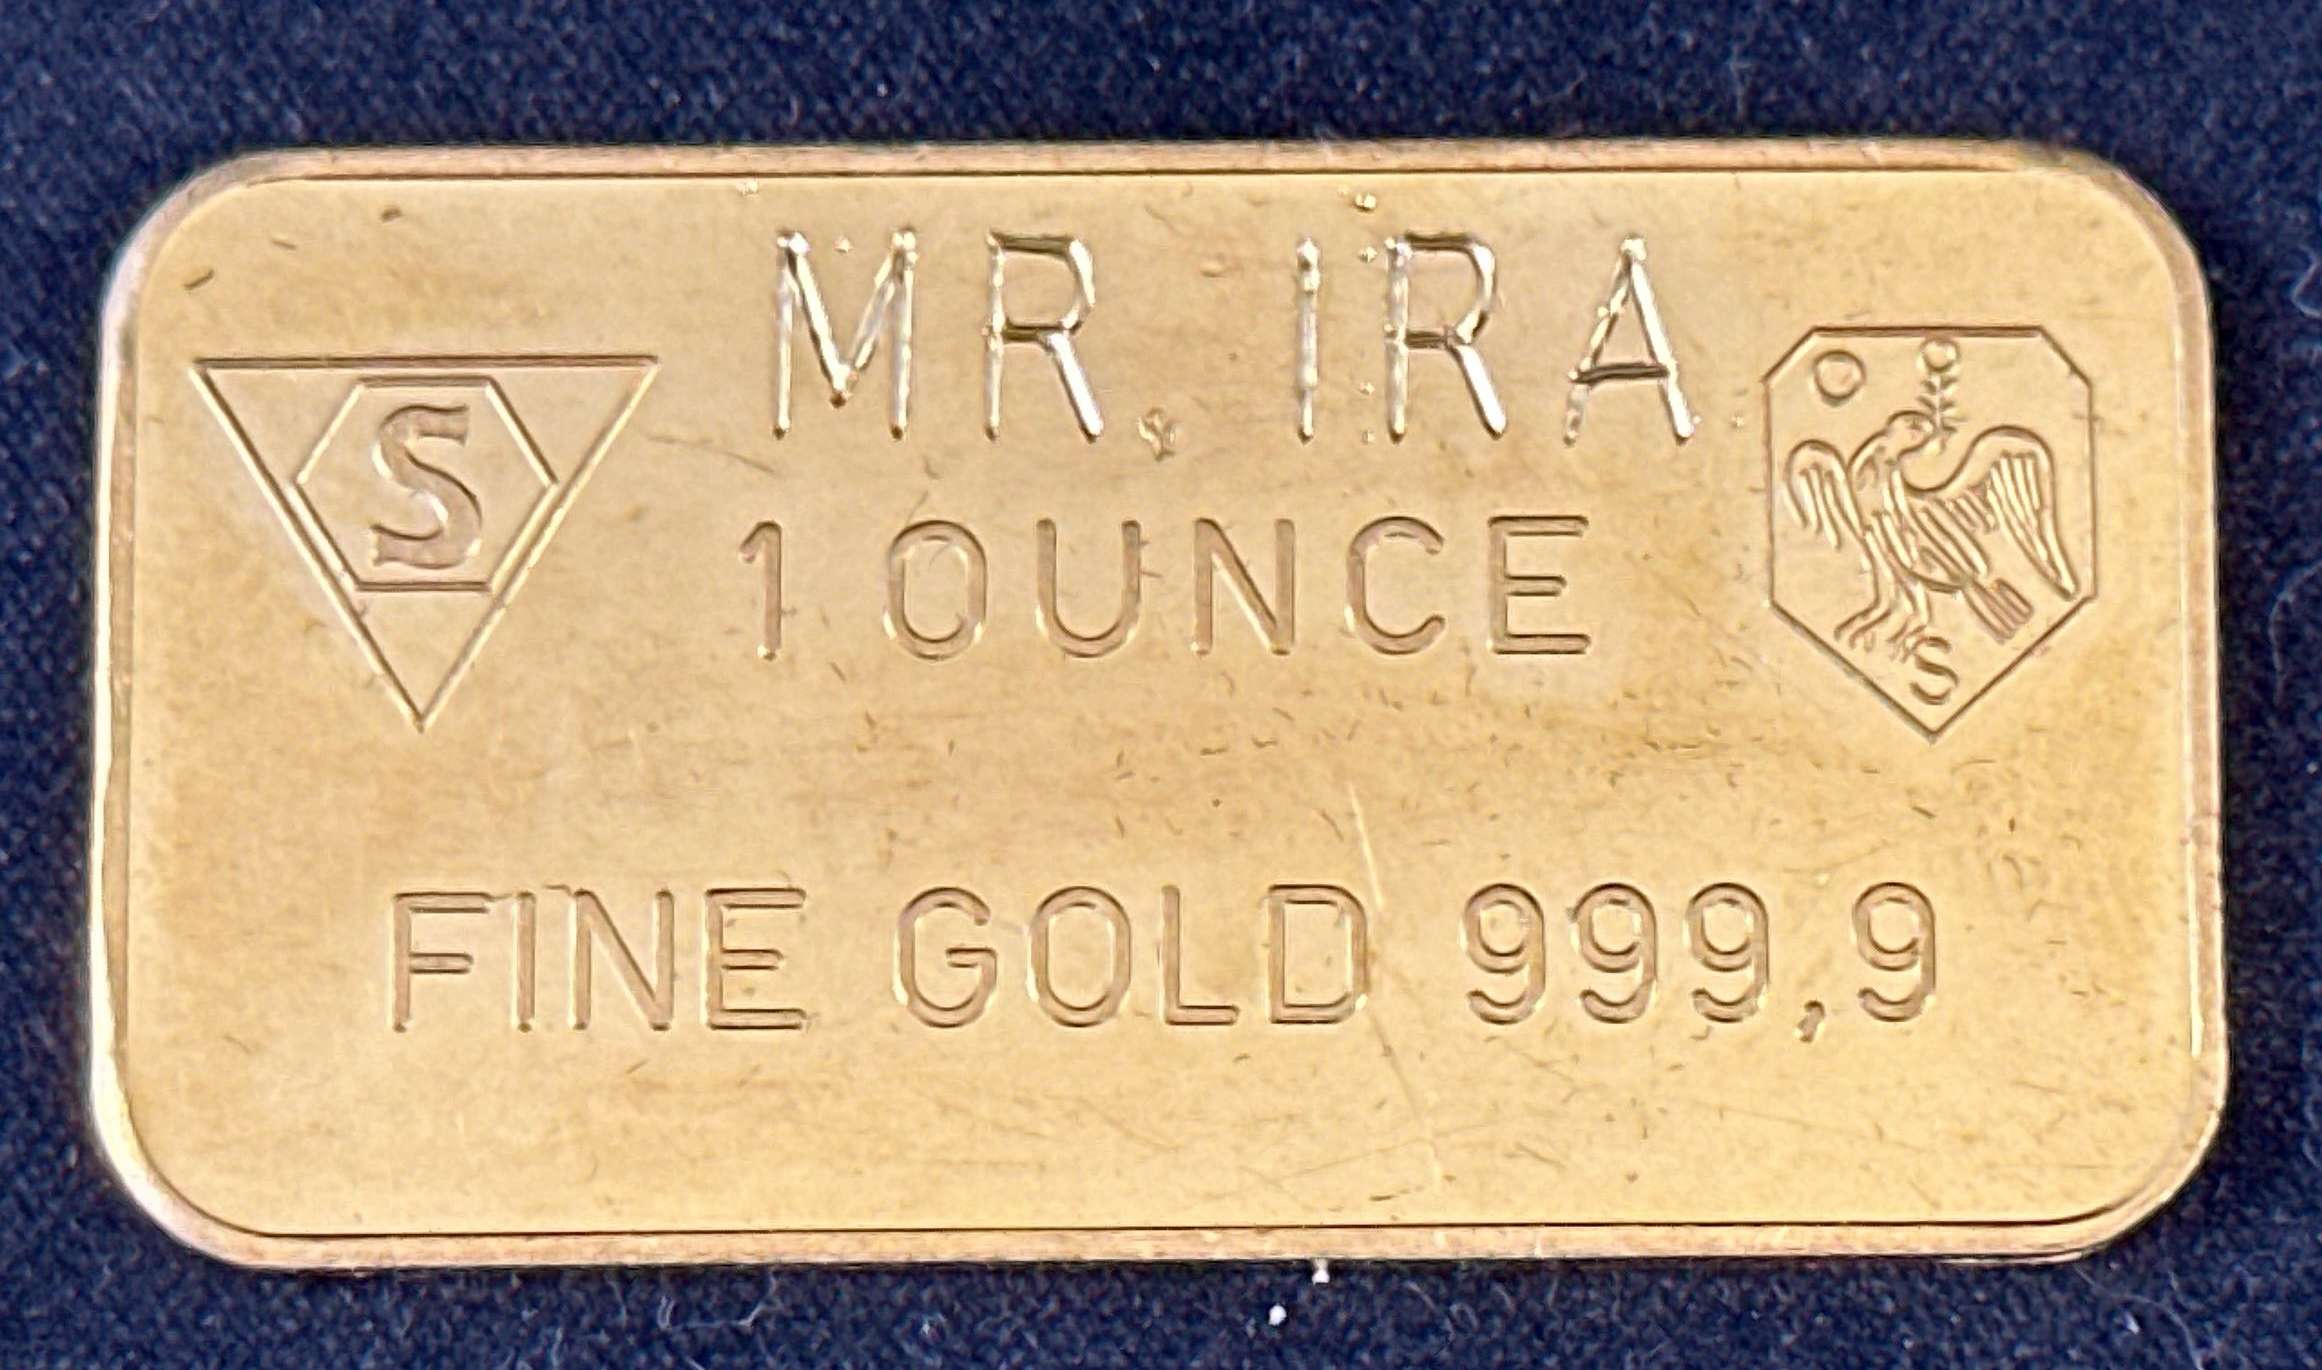 MR. IRA
S
1 OUNCE
S
FINE GOLD 999,9